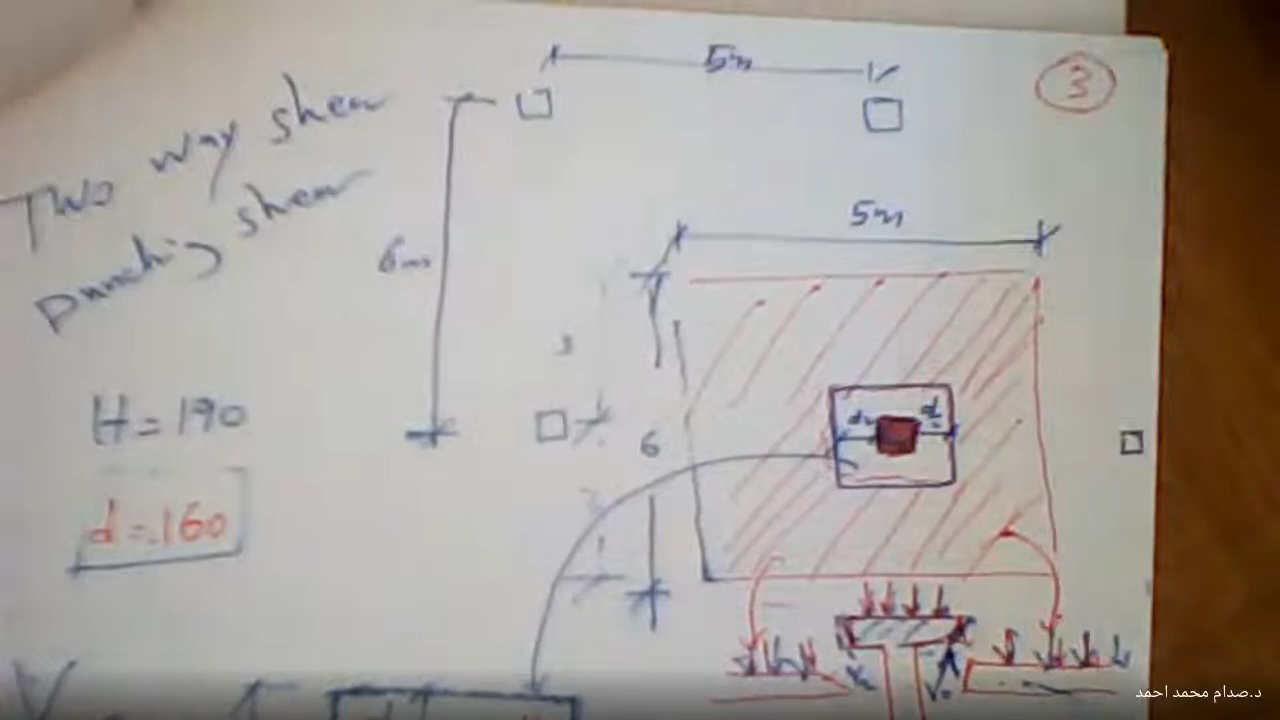 5m
3
Two way shear
punching shear
5m
6m
3
6
H = 190
d = 160
د.صدام محمد احمد